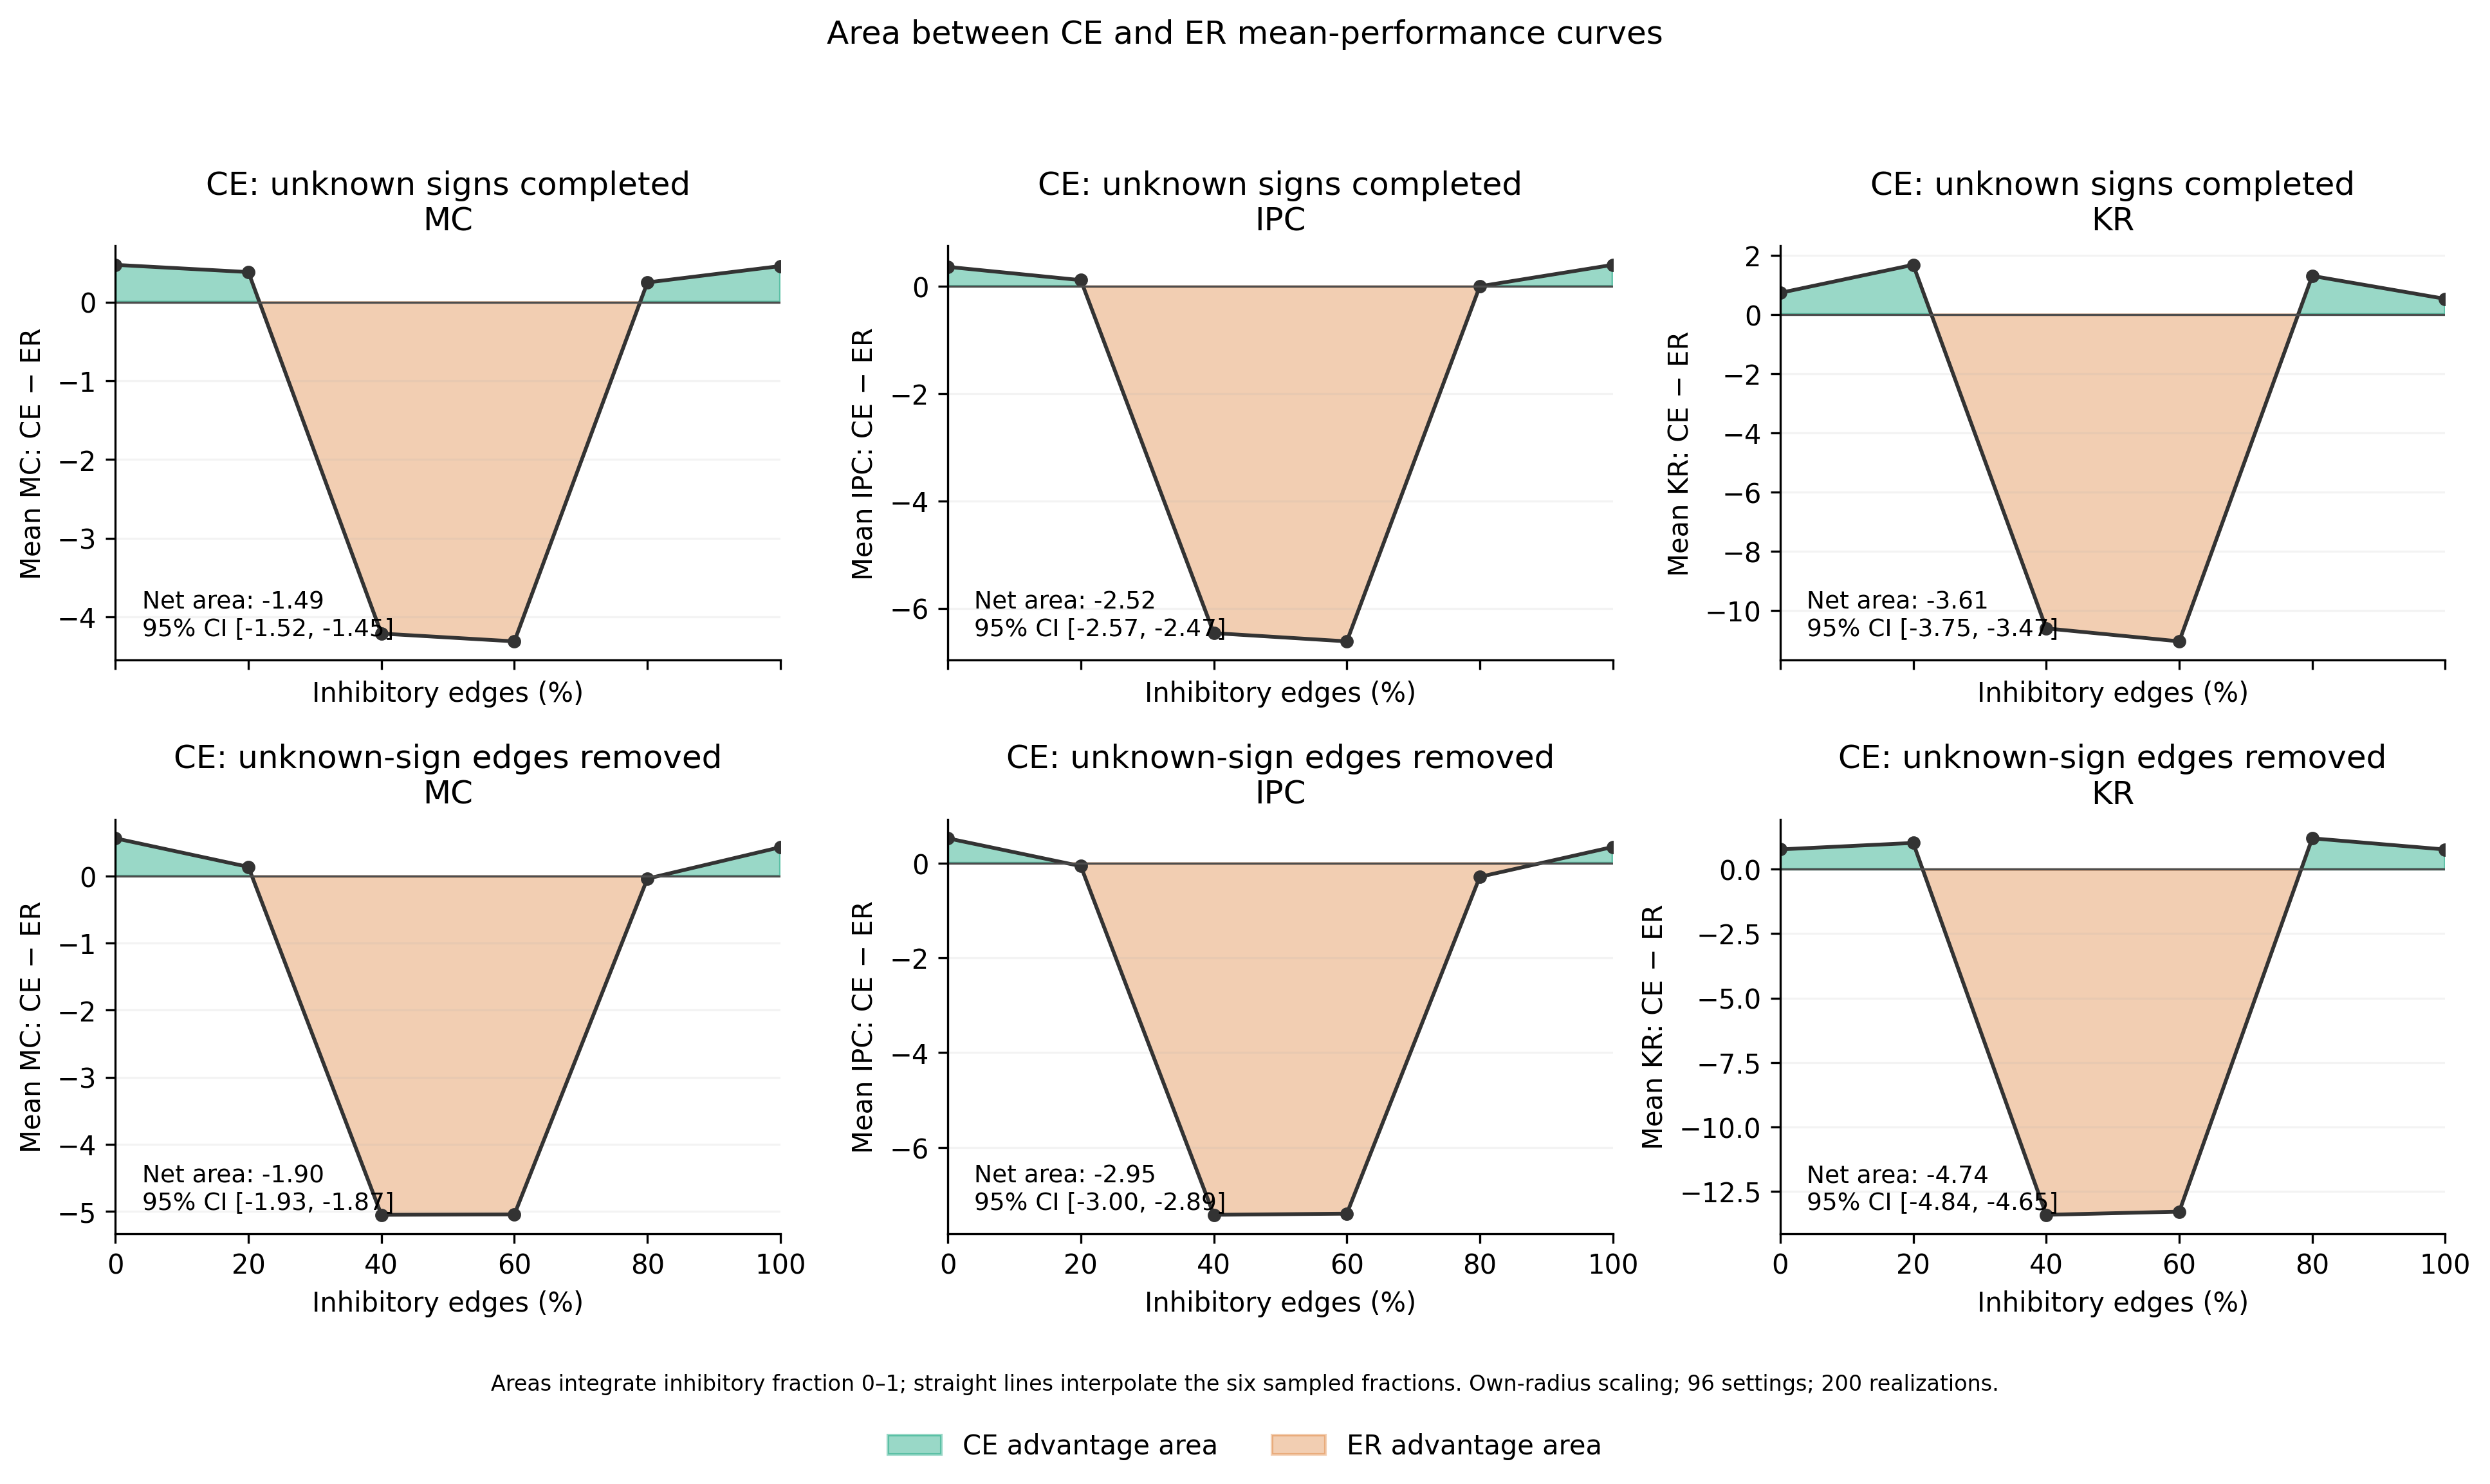 Area between CE and ER mean-performance curves
CE: unknown signs completed
MC
Mean MC: CE − ER
0
−1
−2
−3
−4
Net area: -1.49
95% CI [-1.52, -1.45]
Inhibitory edges (%)
CE: unknown signs completed
IPC
Mean IPC: CE − ER
0
−2
−4
−6
Net area: -2.52
95% CI [-2.57, -2.47]
Inhibitory edges (%)
CE: unknown signs completed
KR
Mean KR: CE − ER
2
0
−2
−4
−6
−8
−10
Net area: -3.61
95% CI [-3.75, -3.47]
Inhibitory edges (%)
CE: unknown-sign edges removed
MC
Mean MC: CE − ER
0
−1
−2
−3
−4
−5
Net area: -1.90
95% CI [-1.93, -1.87]
0 20 40 60 80 100
Inhibitory edges (%)
CE: unknown-sign edges removed
IPC
Mean IPC: CE − ER
0
−2
−4
−6
Net area: -2.95
95% CI [-3.00, -2.89]
0 20 40 60 80 100
Inhibitory edges (%)
CE: unknown-sign edges removed
KR
Mean KR: CE − ER
0.0
−2.5
−5.0
−7.5
−10.0
−12.5
Net area: -4.74
95% CI [-4.84, -4.65]
0 20 40 60 80 100
Inhibitory edges (%)
Areas integrate inhibitory fraction 0–1; straight lines interpolate the six sampled fractions. Own-radius scaling; 96 settings; 200 realizations.
CE advantage area
ER advantage area